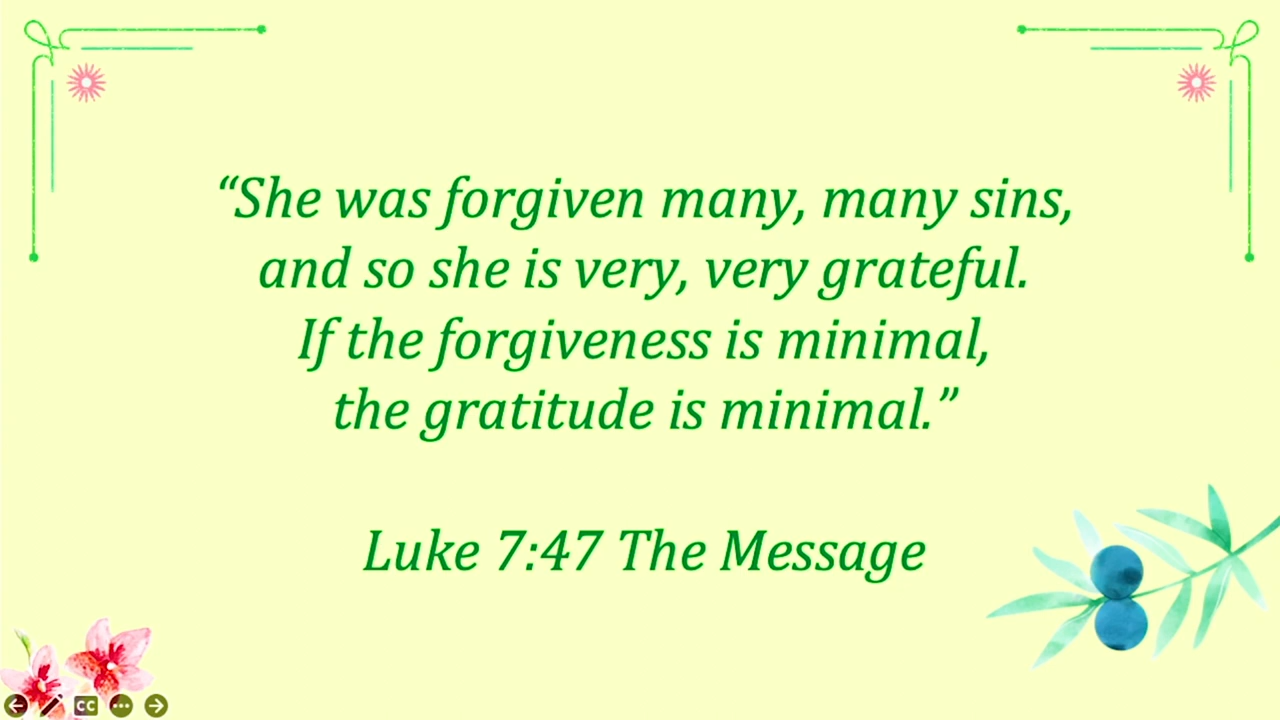 “She was forgiven many, many sins,
and so she is very, very grateful.
If the forgiveness is minimal,
the gratitude is minimal.”
Luke 7:47 The Message
CC